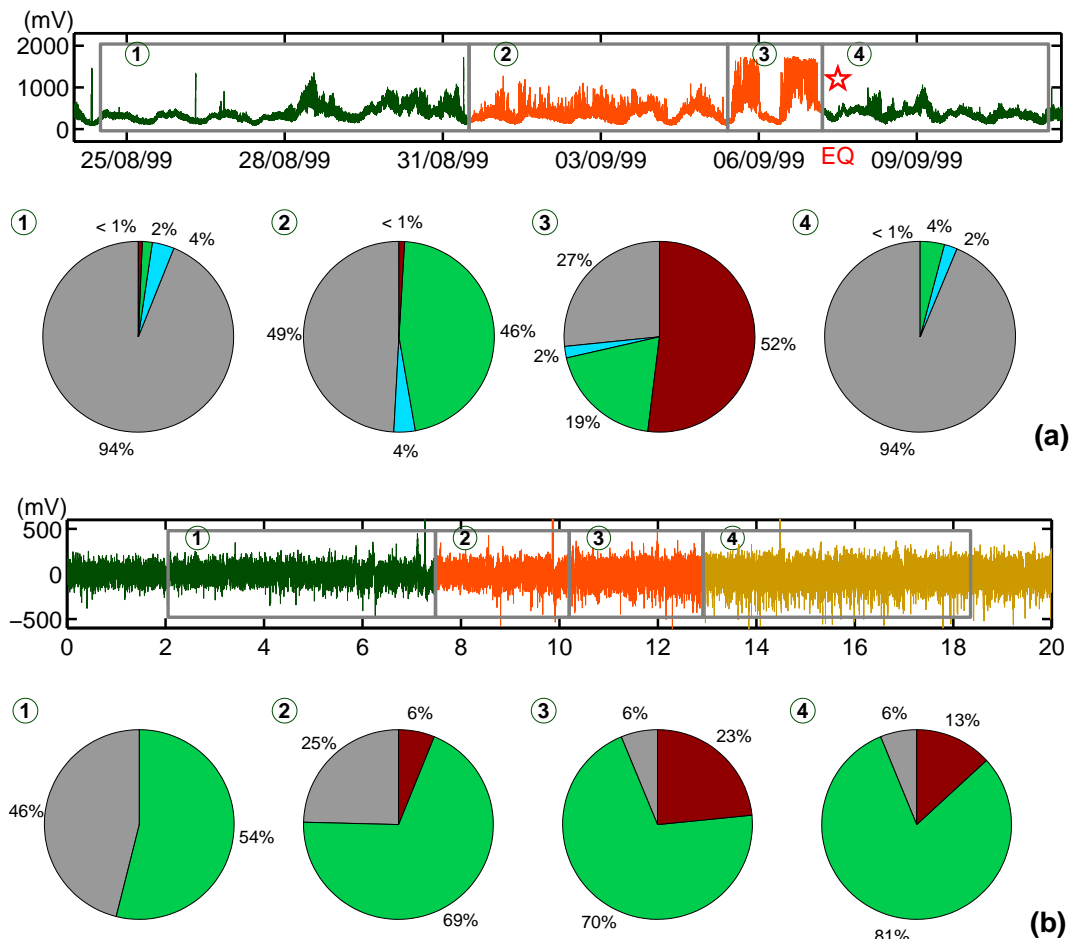 (mV)
2000
1000
0
1 2 3 4
25/08/99 28/08/99 31/08/99 03/09/99 06/09/99 09/09/99
EQ
1 2 3 4
< 1% 2% 4% 94%
< 1% 46% 4% 49%
27% 52% 19% 2%
<1% 4% 2% 94%
(a)
(mV)
500
0
−500
1 2 3 4
0 2 4 6 8 10 12 14 16 18 20
1 2 3 4
46% 54%
6% 25% 69%
6% 23% 70%
6% 13% 81%
(b)